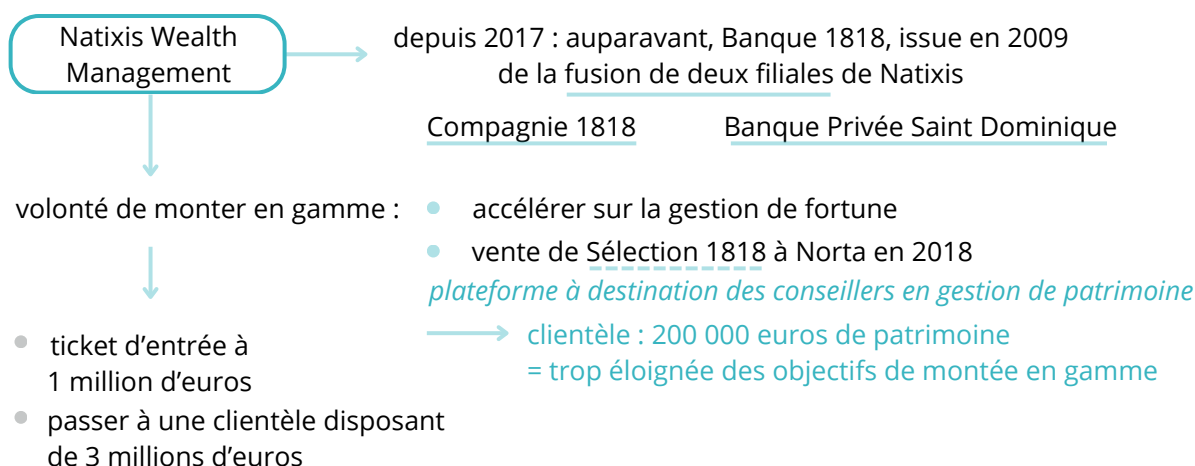 Natixis Wealth
Management
depuis 2017 : auparavant, Banque 1818, issue en 2009
de la fusion de deux filiales de Natixis
Compagnie 1818
Banque Privée Saint Dominique
volonté de monter en gamme :
accélérer sur la gestion de fortune
vente de Sélection 1818 à Norta en 2018
plateforme à destination des conseillers en gestion de patrimoine
clientèle : 200 000 euros de patrimoine
= trop éloignée des objectifs de montée en gamme
ticket d’entrée à
1 million d’euros
passer à une clientèle disposant
de 3 millions d’euros